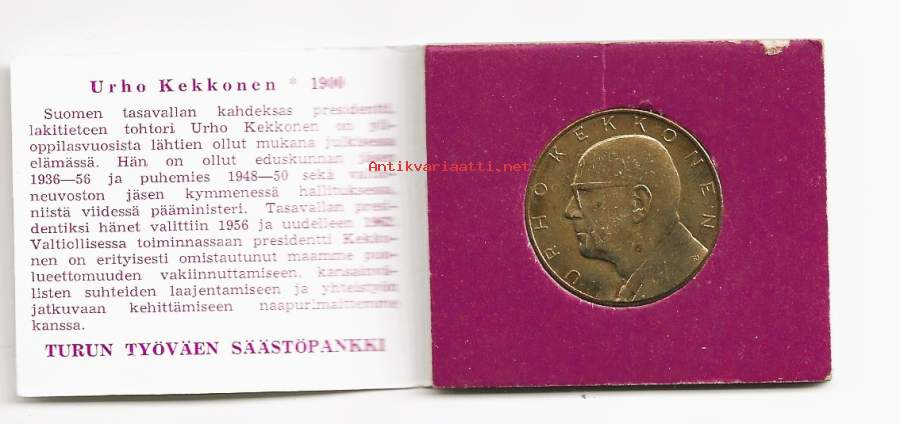 Urho Kekkonen * 1900
Suomen tasavallan kahdeksas presidentti,
lakitieteen tohtori Urho Kekkonen on yli-
oppilasvuosista lähtien ollut mukana julkisessa
elämässä. Hän on ollut eduskunnan
1936—56 ja puhemies 1948—50 sekä valtio-
neuvoston jäsen kymmenessä hallituksessa,
niistä viidessä pääministeri. Tasavallan presi-
dentiksi hänet valittiin 1956 ja uudelleen 1962.
Valtiollisessa toiminnassaan presidentti Kekko-
nen on erityisesti omistautunut maamme puo-
lueettomuuden vakiinnuttamiseen, kansainvä-
listen suhteiden laajentamiseen ja yhteistyön
jatkuvaan kehittämiseen naapurimaittemme
kanssa.
TURUN TYÖVÄEN SÄÄSTÖPANKKI
Antikvariaatti.net
URHO KEKKONEN